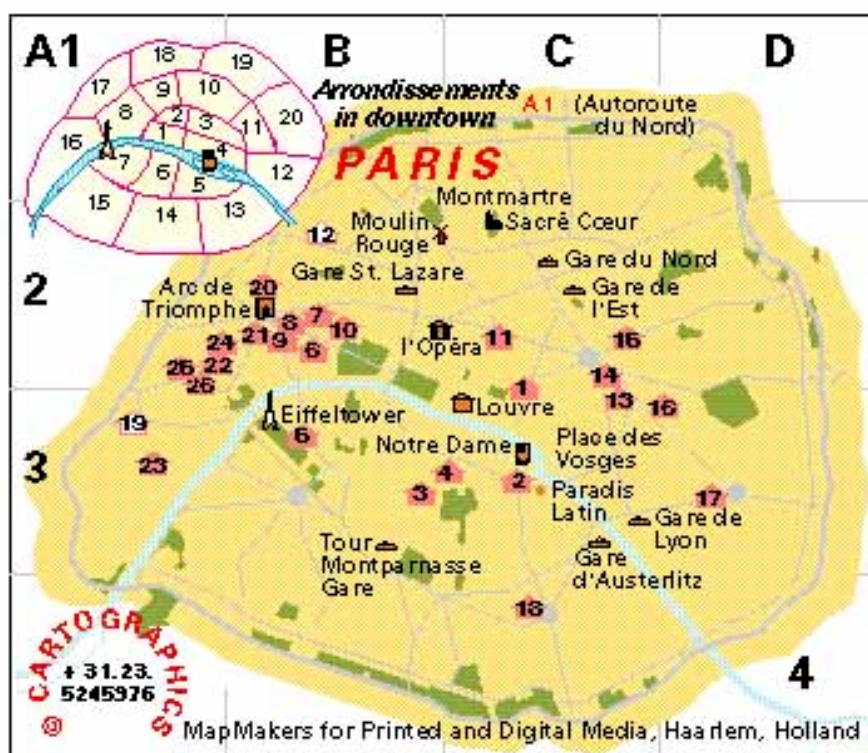 A1
B
C
D
18
19
17
9
10
8
2
3
11
20
16
1
4
7
6
5
12
15
14
13
Arrondissements
in downtown
PARIS
A1 (Autoroute
du Nord)
Montmartre
Moulin
Rouge
Sacré Cœur
12
Gare du Nord
Gare St. Lazare
2
Arc de
Triomphe
20
Gare de
l'Est
7
8
10
21
9
6
l'Opéra
11
15
24
22
26
26
14
1
13
16
Louvre
19
Eiffeltower
6
Notre Dame
Place des
Vosges
3
23
4
3
2
Paradis
Latin
17
Gare de
Lyon
Tour
Montparnasse
Gare
Gare
d'Austerlitz
18
4
© CARTOGRAPHICS
+ 31.23.
5245976
MapMakers for Printed and Digital Media, Haarlem, Holland